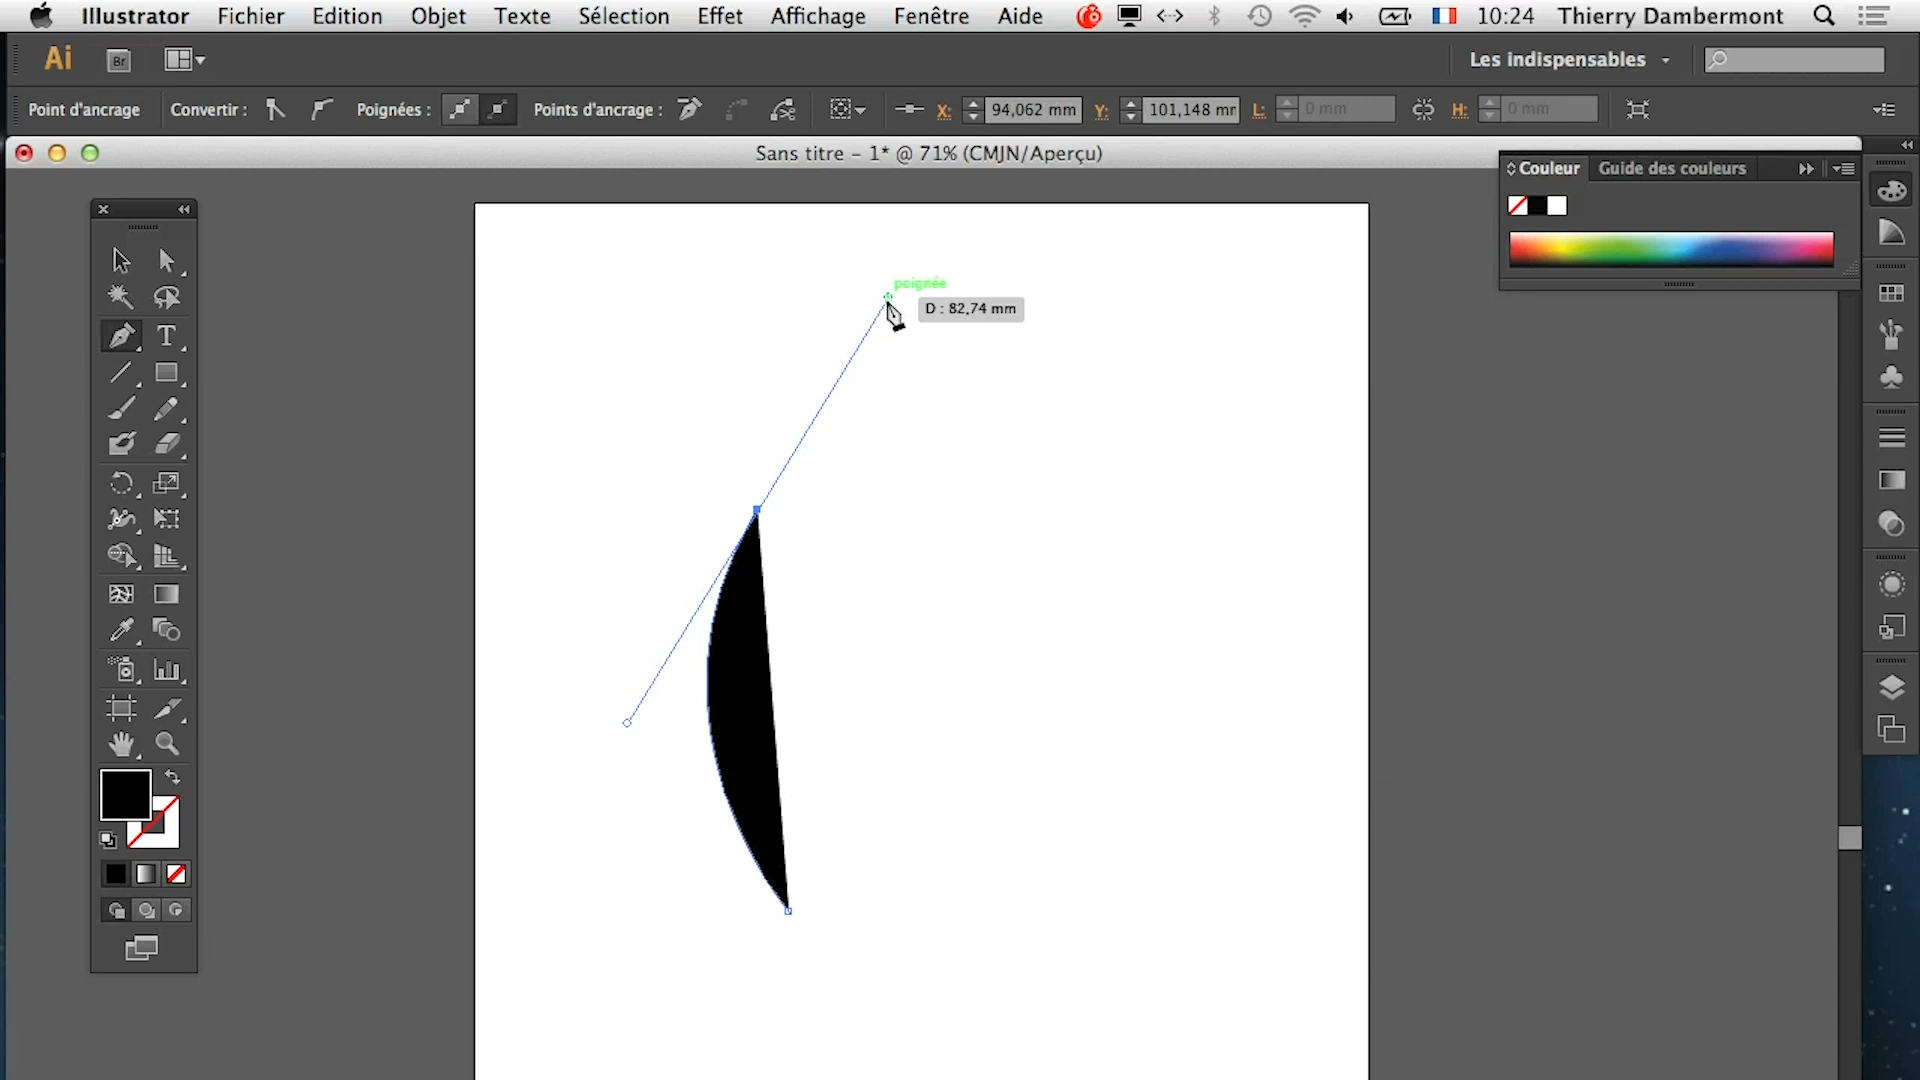 Illustrator Fichier Edition Objet Texte Sélection Effet Affichage Fenêtre Aide 10:24 Thierry Dambermont
Ai Br Les indispensables
Point d'ancrage Convertir : Poignées : Points d'ancrage : X: 94,062 mm Y: 101,148 mr L: 0 mm H: 0 mm
Sans titre – 1* @ 71% (CMJN/Aperçu)
Couleur Guide des couleurs
poignée
D : 82,74 mm
T